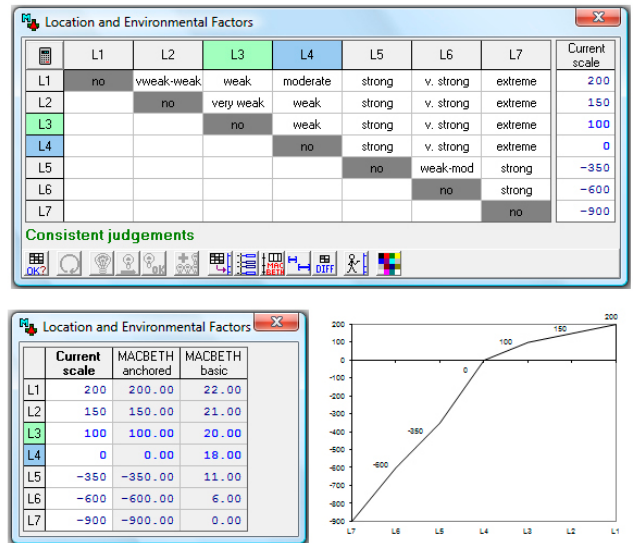 Location and Environmental Factors
L1 L2 L3 L4 L5 L6 L7 Current scale
L1 no vweak-weak weak moderate strong v. strong extreme 200
L2 no very weak weak strong v. strong extreme 150
L3 no weak strong v. strong extreme 100
L4 no strong v. strong extreme 0
L5 no weak-mod strong -350
L6 no strong -600
L7 no -900
Consistent judgements
OK? OK MAC BETH DIFF
Location and Environmental Factors
Current scale MACBETH anchored MACBETH basic
L1 200 200.00 22.00
L2 150 150.00 21.00
L3 100 100.00 20.00
L4 0 0.00 18.00
L5 -350 -350.00 11.00
L6 -600 -600.00 6.00
L7 -900 -900.00 0.00
200
200
150
100
100
0
0
-100
-200
-300
-350
-400
-500
-600
-600
-700
-800
-900
L7 L6 L5 L4 L3 L2 L1